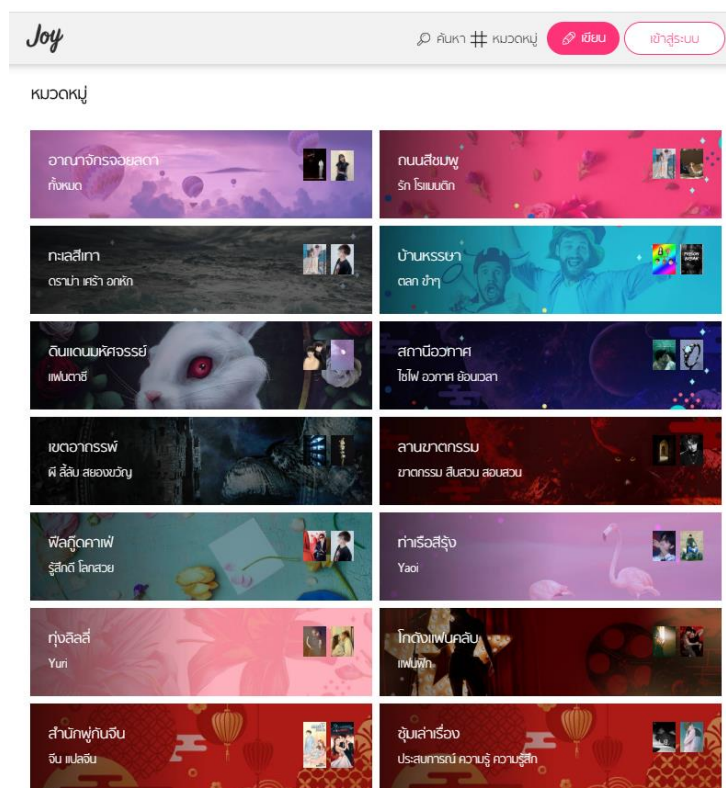 Joy
ค้นหา
หมวดหมู่
เขียน
เข้าสู่ระบบ
หมวดหมู่
อาณาจักรจอยลดา
ทั้งหมด
ถนนสีชมพู
รัก โรแมนติก
ทะเลสีเทา
ดราม่า เศร้า อกหัก
บ้านหรรษา
ตลก ขำๆ
ดินแดนมหัศจรรย์
แฟนตาซี
สถานีอวกาศ
ไซไฟ อวกาศ ย้อนเวลา
เขตอาถรรพ์
ผี ลี้ลับ สยองขวัญ
ลานฆาตกรรม
ฆาตกรรม สืบสวน สอบสวน
ฟีลกู๊ดคาเฟ่
รู้สึกดี โลกสวย
ท่าเรือสีรุ้ง
Yaoi
ทุ่งลิลลี่
Yuri
โกดังแฟนคลับ
แฟนฟิค
สำนักพู่กันจีน
จีน แปลจีน
ซุ้มเล่าเรื่อง
ประสบการณ์ ความรู้ ความรู้สึก